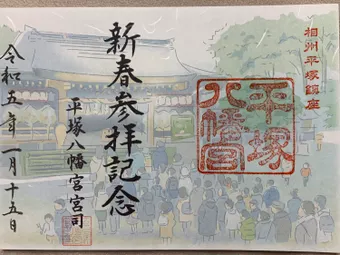 相州平塚鎮座
平塚
八幡宮
新春参拝記念
平塚八幡宮宮司
令和五年一月十五日